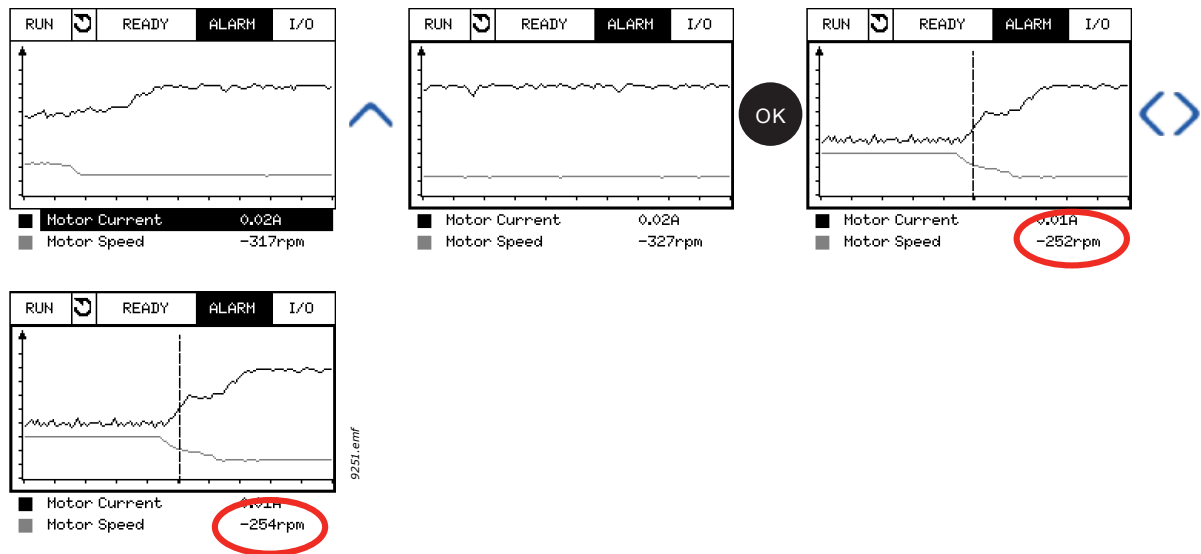 RUN READY ALARM I/O
Motor Current 0.02A
Motor Speed -317rpm
RUN READY ALARM I/O
Motor Current 0.02A
Motor Speed -327rpm
OK
RUN READY ALARM I/O
Motor Current 0.01A
Motor Speed -252rpm
RUN READY ALARM I/O
Motor Current 0.01A
Motor Speed -254rpm
9251.emf